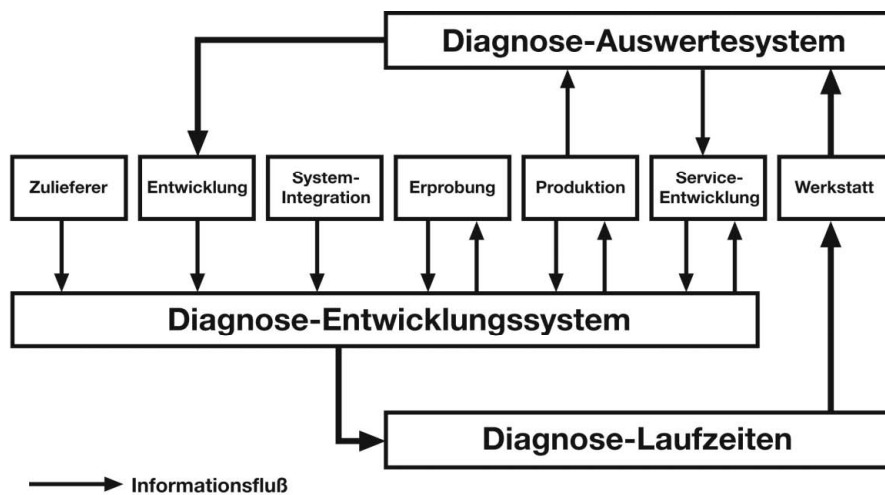 Diagnose-Auswertesystem
Zulieferer
Entwicklung
System-
Integration
Erprobung
Produktion
Service-
Entwicklung
Werkstatt
Diagnose-Entwicklungssystem
Diagnose-Laufzeiten
Informationsfluß